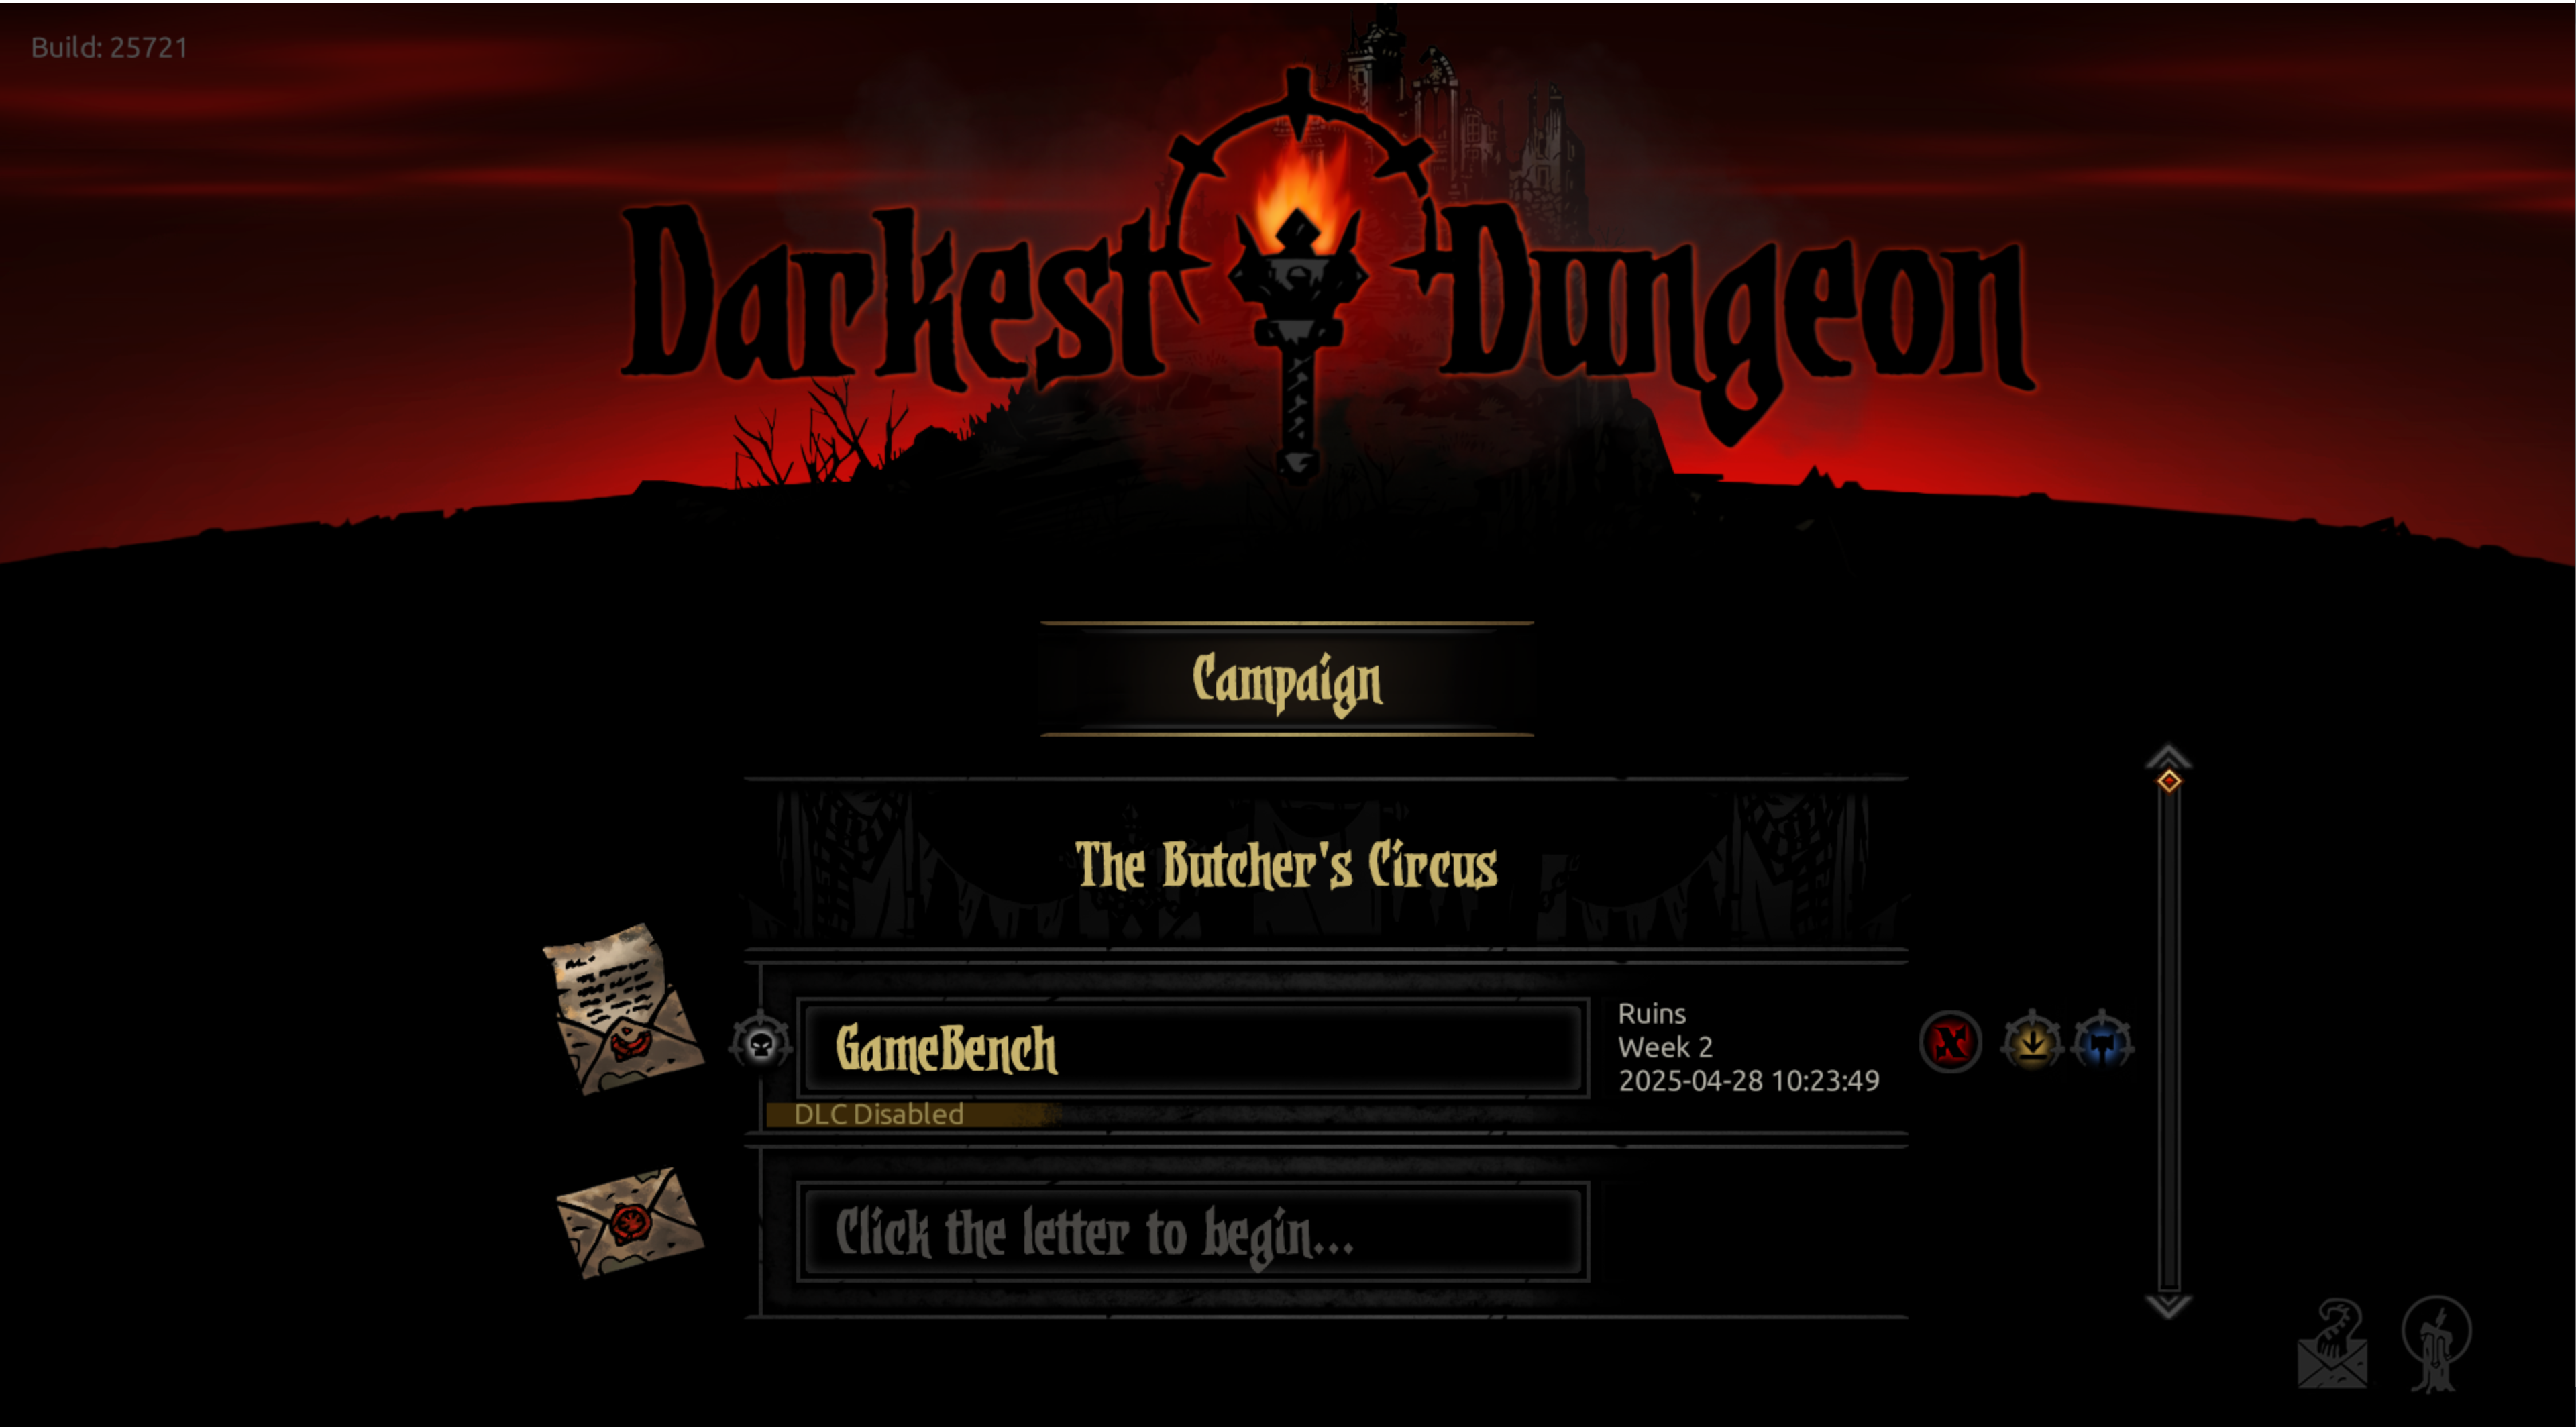 Build: 25721
Darkest Dungeon
Campaign
The Butcher's Circus
GameBench
Ruins
Week 2
2025-04-28 10:23:49
DLC Disabled
Click the letter to begin...